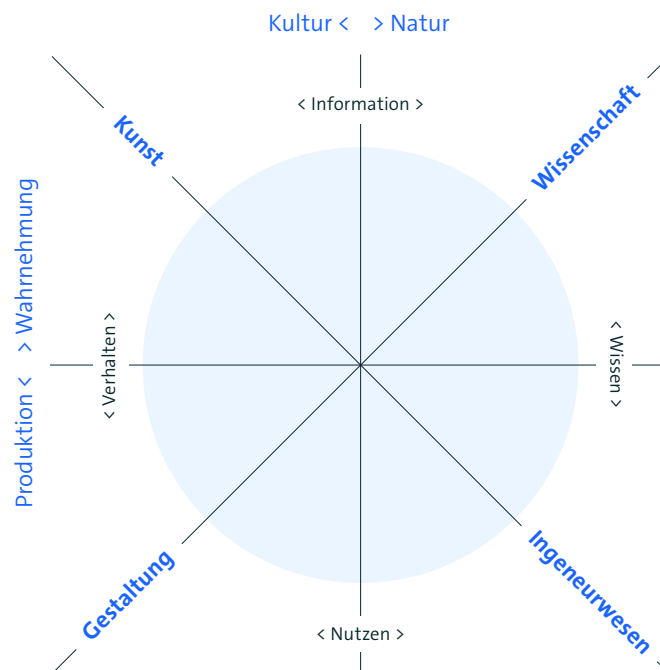 Kultur < > Natur
< Information >
Kunst
Wissenschaft
Produktion < > Wahrnehmung
< Verhalten >
< Wissen >
Gestaltung
Ingeneurwesen
< Nutzen >